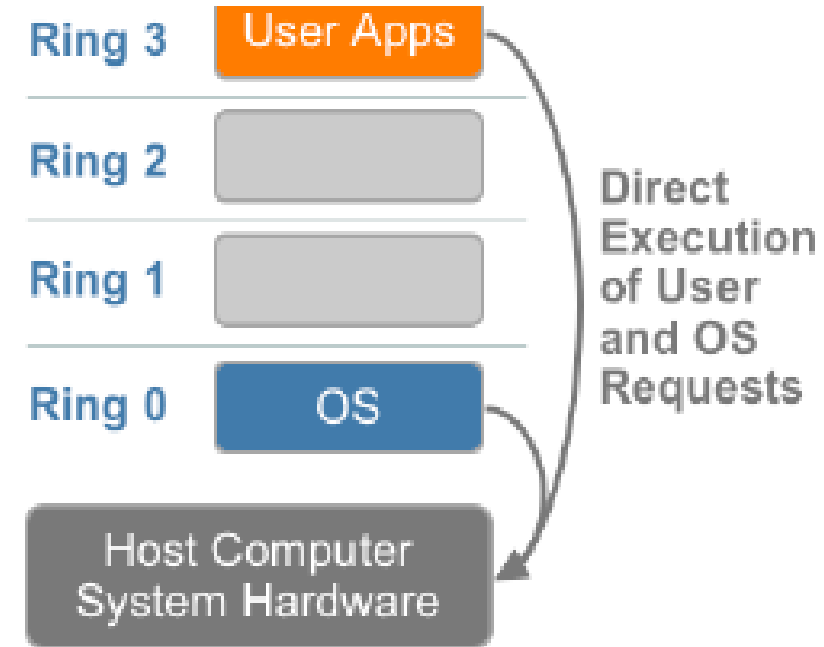 Ring 3
User Apps
Ring 2
Ring 1
Ring 0
OS
Direct
Execution
of User
and OS
Requests
Host Computer
System Hardware